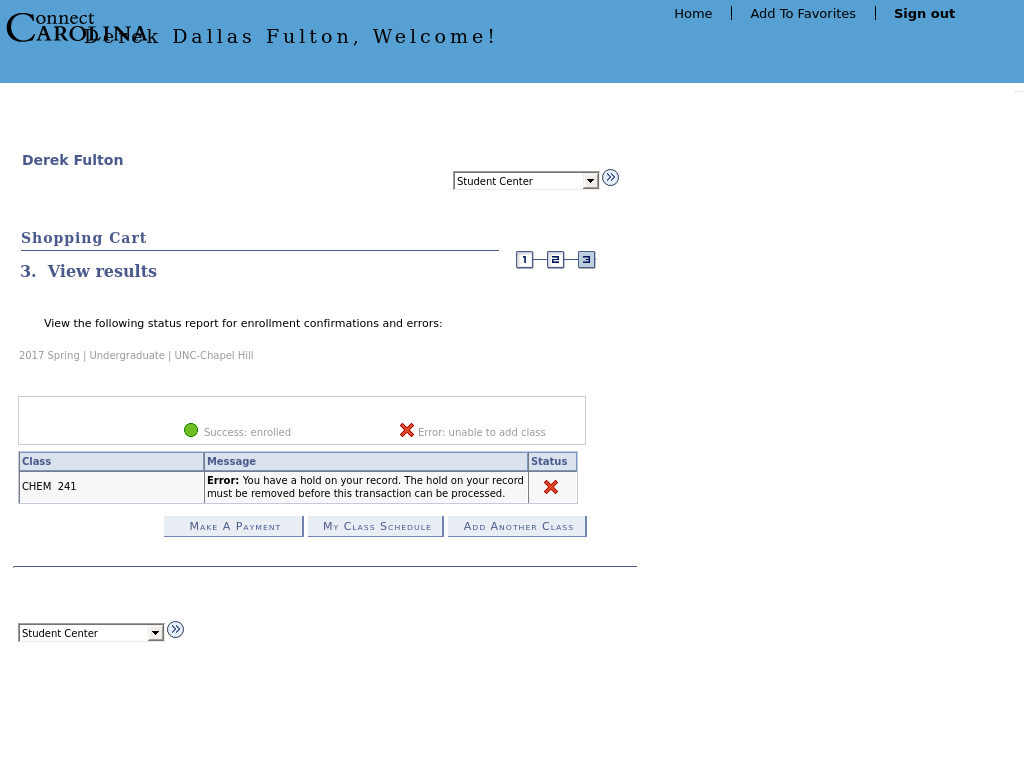 Home
Add To Favorites
Sign out
Connect
CAROLINA
Derek Dallas Fulton, Welcome!
Derek Fulton
Student Center
Shopping Cart
1 2 3
3. View results
View the following status report for enrollment confirmations and errors:
2017 Spring | Undergraduate | UNC-Chapel Hill
Success: enrolled
Error: unable to add class
Class Message Status
CHEM 241
Error: You have a hold on your record. The hold on your record
must be removed before this transaction can be processed.
Make A Payment
My Class Schedule
Add Another Class
Student Center